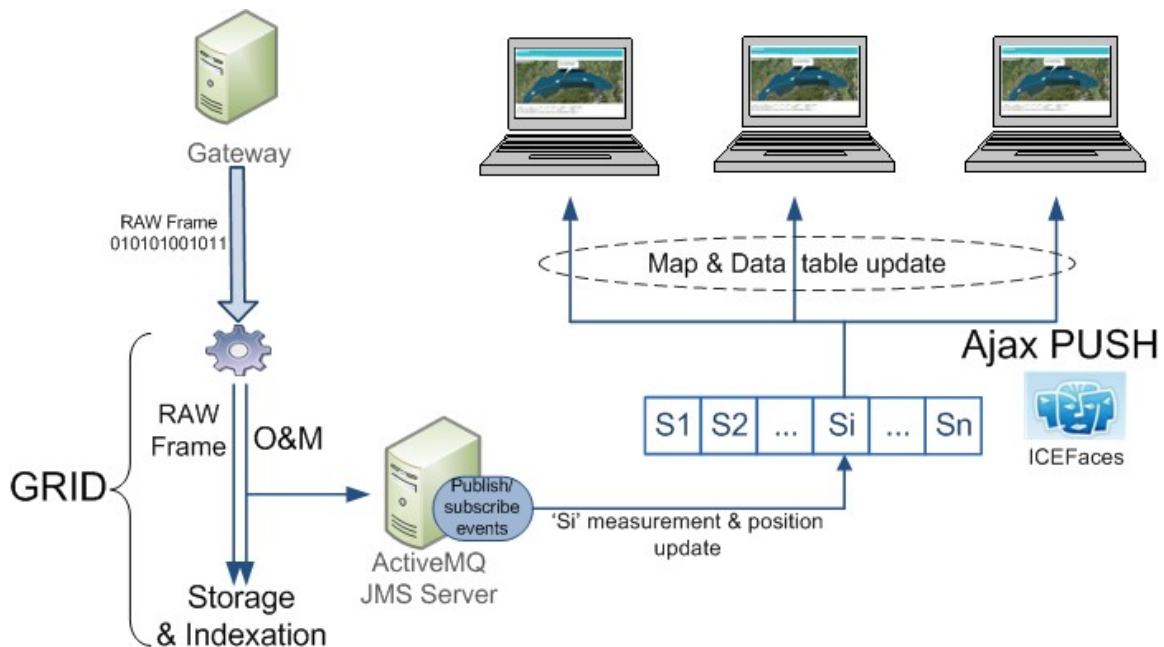 Gateway
RAW Frame
010101001011
GRID
RAW
Frame
O&M
Publish/
subscribe
events
ActiveMQ
JMS Server
Storage
& Indexation
'Si' measurement & position
update
S1 S2 ... Si ... Sn
Map & Data table update
Ajax PUSH
ICEFaces